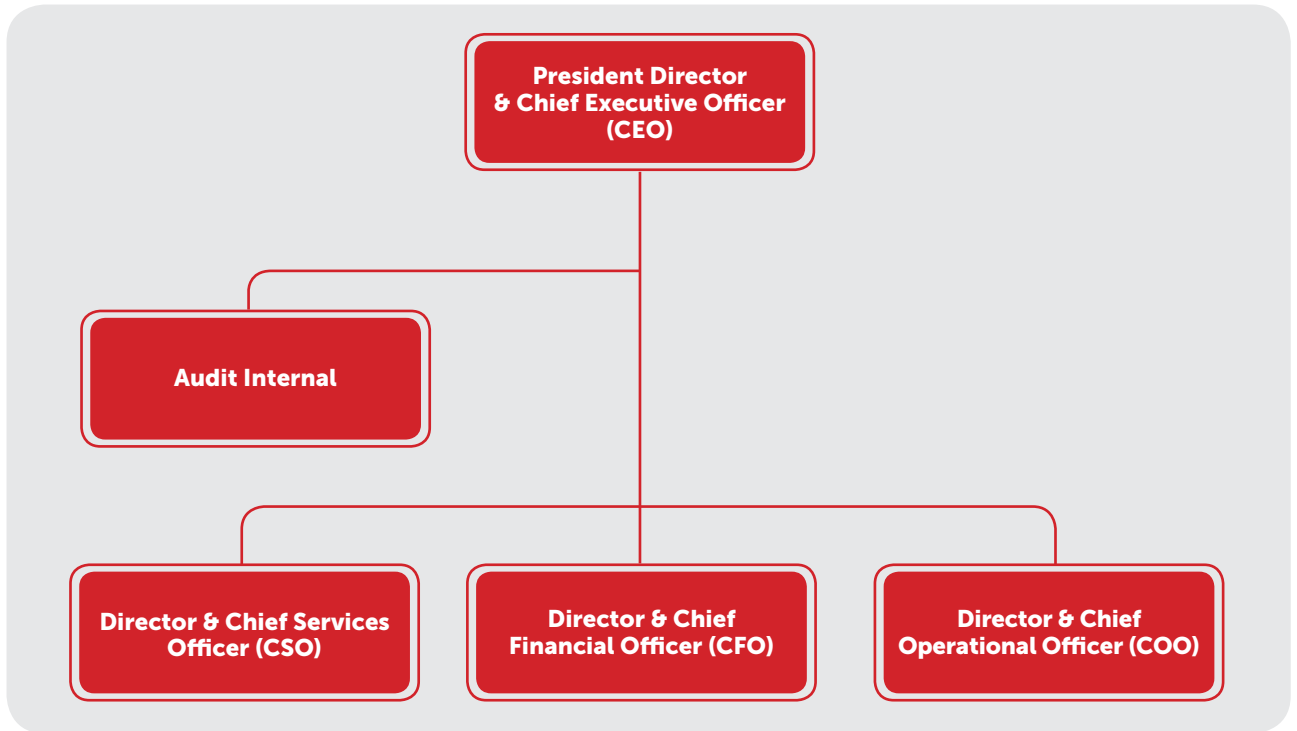 President Director
& Chief Executive Officer
(CEO)
Audit Internal
Director & Chief Services
Officer (CSO)
Director & Chief
Financial Officer (CFO)
Director & Chief
Operational Officer (COO)